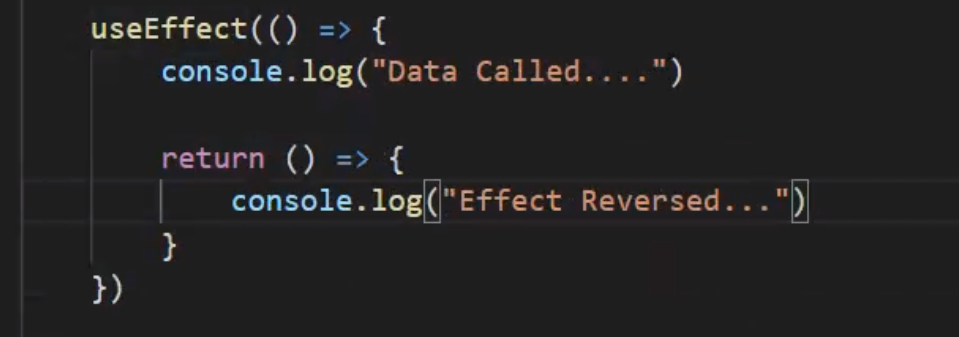 useEffect(() => {
console.log("Data Called....")
return () => {
console.log("Effect Reversed...")
}
})